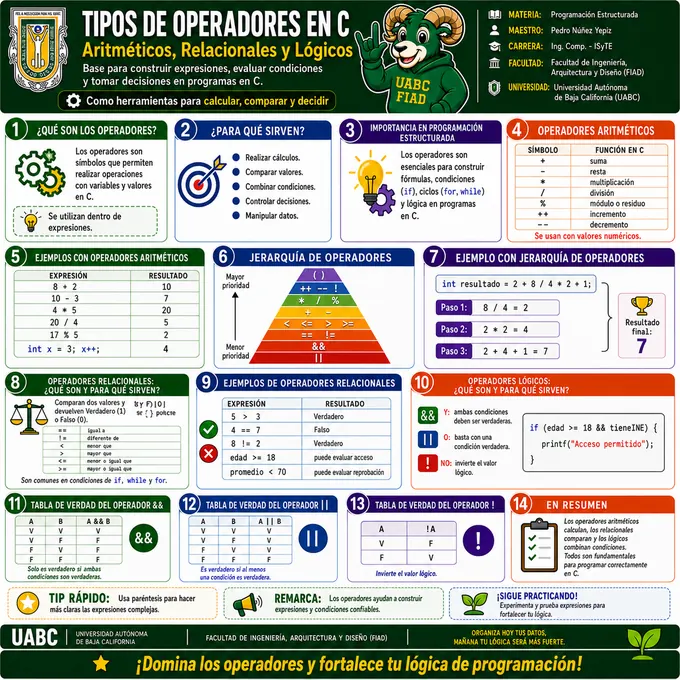 TIPOS DE OPERADORES EN C
Aritméticos, Relacionales y Lógicos
Base para construir expresiones, evaluar condiciones
y tomar decisiones en programas en C.
Como herramientas para calcular, comparar y decidir
UABC
FIAD
MATERIA: Programación Estructurada
MAESTRO: Pedro Núñez Yepiz
CARRERA: Ing. Comp. - ISyTE
FACULTAD: Facultad de Ingeniería,
Arquitectura y Diseño (FIAD)
UNIVERSIDAD: Universidad Autónoma
de Baja California (UABC)
1 ¿QUÉ SON LOS OPERADORES?
Los operadores son
símbolos que permiten
realizar operaciones
con variables y valores
en C.
Se utilizan dentro de
expresiones.
2 ¿PARA QUÉ SIRVEN?
Realizar cálculos.
Comparar valores.
Combinar condiciones.
Controlar decisiones.
Manipular datos.
3 IMPORTANCIA EN PROGRAMACIÓN
ESTRUCTURADA
Los operadores son
esenciales para construir
fórmulas, condiciones
(if), ciclos (for, while)
y lógica en programas
en C.
4 OPERADORES ARITMÉTICOS
SÍMBOLO FUNCIÓN EN C
+ suma
- resta
* multiplicación
/ división
% módulo o residuo
++ incremento
-- decremento
Se usan con valores numéricos.
5 EJEMPLOS CON OPERADORES ARITMÉTICOS
EXPRESIÓN RESULTADO
8 + 2 10
10 - 3 7
4 * 5 20
20 / 4 5
17 % 5 2
int x = 3; x++; 4
6 JERARQUÍA DE OPERADORES
Mayor
prioridad
Menor
prioridad
( )
++ -- !
* / %
+ -
< <= > >=
== !=
&&
||
7 EJEMPLO CON JERARQUÍA DE OPERADORES
int resultado = 2 + 8 / 4 * 2 + 1;
Paso 1: 8 / 4 = 2
Paso 2: 2 * 2 = 4
Paso 3: 2 + 4 + 1 = 7
Resultado
final:
7
8 OPERADORES RELACIONALES:
¿QUÉ SON Y PARA QUÉ SIRVEN?
Comparan dos valores y
devuelven Verdadero (1)
o Falso (0).
== igual a
!= diferente de
< menor que
> mayor que
<= menor o igual que
>= mayor o igual que
Son comunes en condiciones de if, while y for.
9 EJEMPLOS DE OPERADORES RELACIONALES
EXPRESIÓN RESULTADO
5 > 3 Verdadero
4 == 7 Falso
8 != 2 Verdadero
edad >= 18 puede evaluar acceso
promedio < 70 puede evaluar reprobación
10 OPERADORES LÓGICOS:
¿QUÉ SON Y PARA QUÉ SIRVEN?
&& Y: ambas condiciones
deben ser verdaderas.
|| O: basta con una
condición verdadera.
! NO: invierte el valor
lógico.
if (edad >= 18 && tieneINE) {
printf("Acceso permitido");
}
11 TABLA DE VERDAD DEL OPERADOR &&
A B A && B
V V V
V F F
F V F
F F F
Solo es verdadero si ambas
condiciones son verdaderas.
&&
12 TABLA DE VERDAD DEL OPERADOR ||
A B A || B
V V V
V F V
F V V
F F F
Es verdadero si al menos
una condición es verdadera.
||
13 TABLA DE VERDAD DEL OPERADOR !
A !A
V F
F V
Invierte el valor lógico.
!
14 EN RESUMEN
Los operadores aritméticos
calculan, los relacionales
comparan y los lógicos
combinan condiciones.
Todos son fundamentales
para programar correctamente
en C.
TIP RÁPIDO: Usa paréntesis para hacer
más claras las expresiones complejas.
REMARCA: Los operadores ayudan a construir
expresiones y condiciones confiables.
¡SIGUE PRACTICANDO!
Experimenta y prueba expresiones para
fortalecer tu lógica.
UABC
UNIVERSIDAD AUTÓNOMA
DE BAJA CALIFORNIA
FACULTAD DE INGENIERÍA, ARQUITECTURA Y DISEÑO (FIAD)
ORGANIZA HOY TUS DATOS,
MAÑANA TU LÓGICA SERÁ MÁS FUERTE.
¡Domina los operadores y fortalece tu lógica de programación!